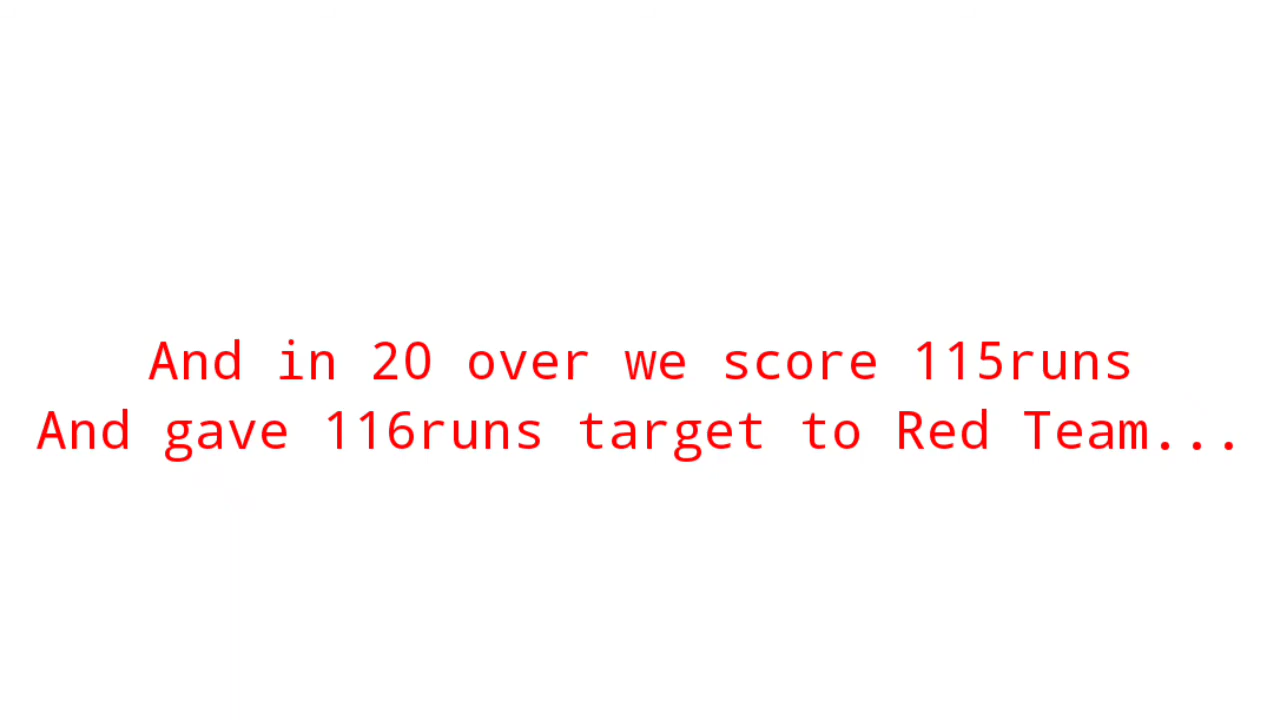 And in 20 over we score 115runs
And gave 116runs target to Red Team...